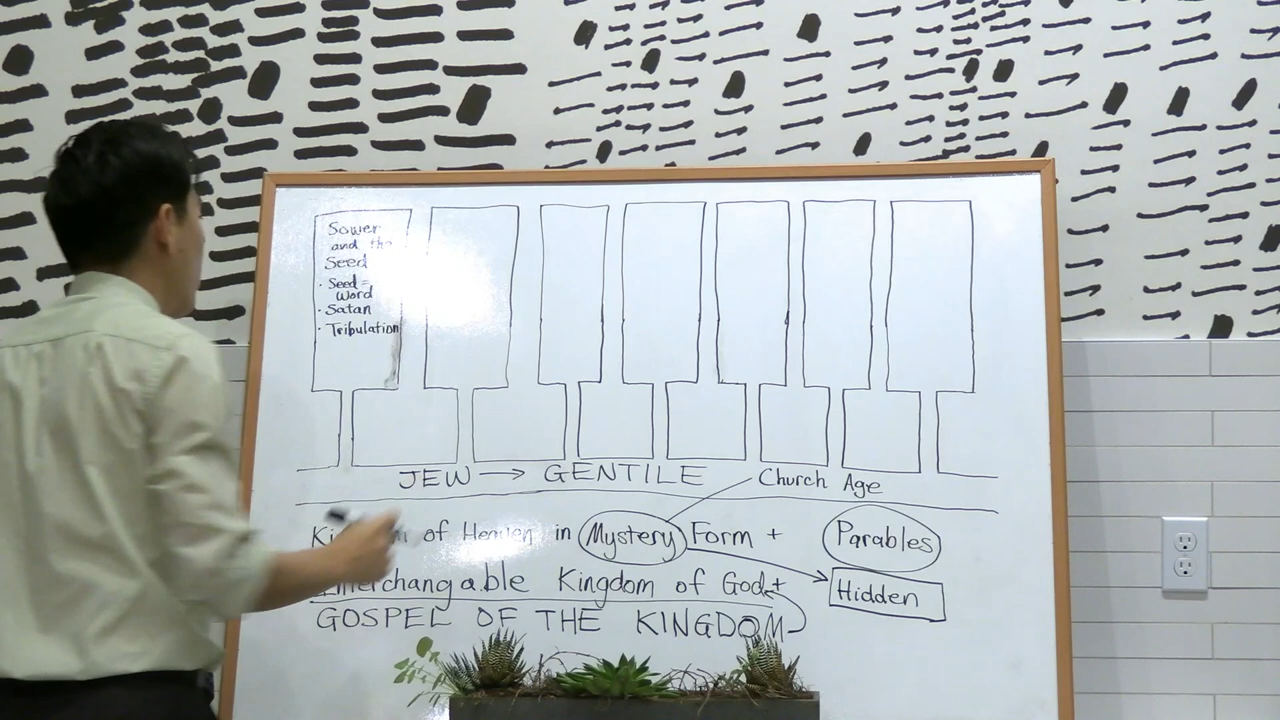 Sower
and the
Seed
· Seed =
Word
· Satan
· Tribulation
JEW → GENTILE
Church Age
of Heaven in Mystery Form + Parables
Interchangable Kingdom of God + Hidden
GOSPEL OF THE KINGDOM